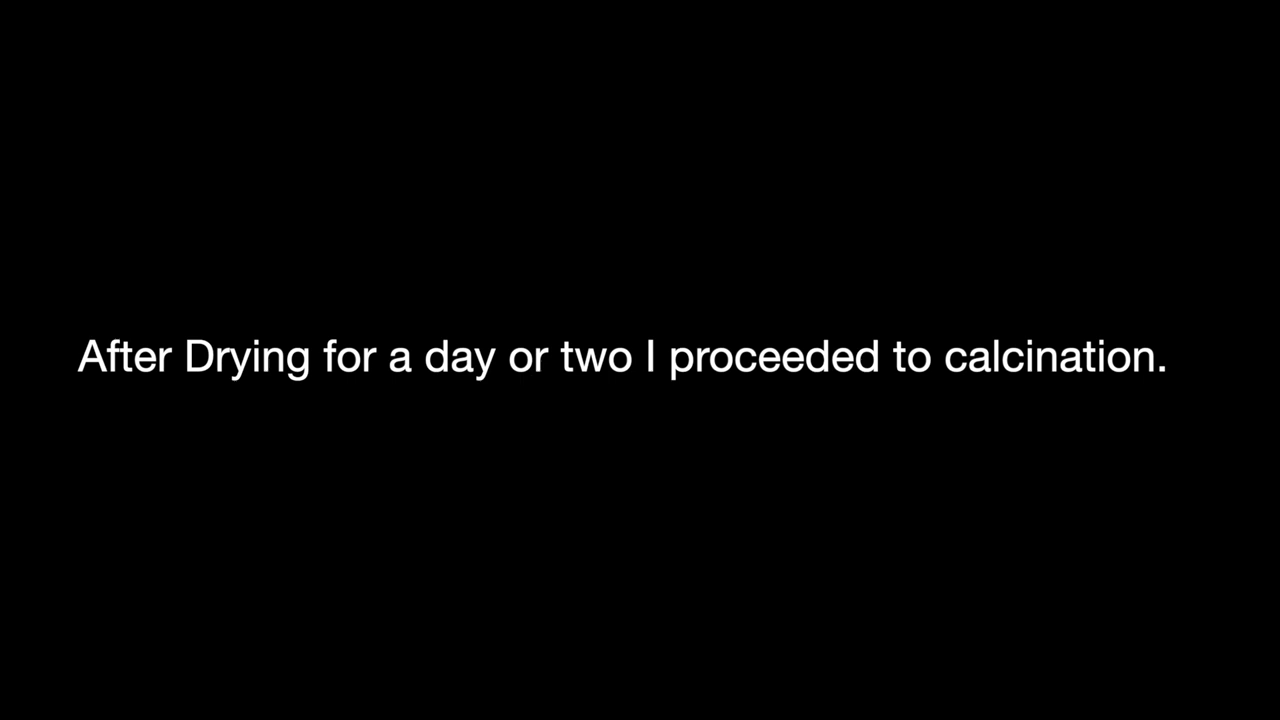 After Drying for a day or two I proceeded to calcination.